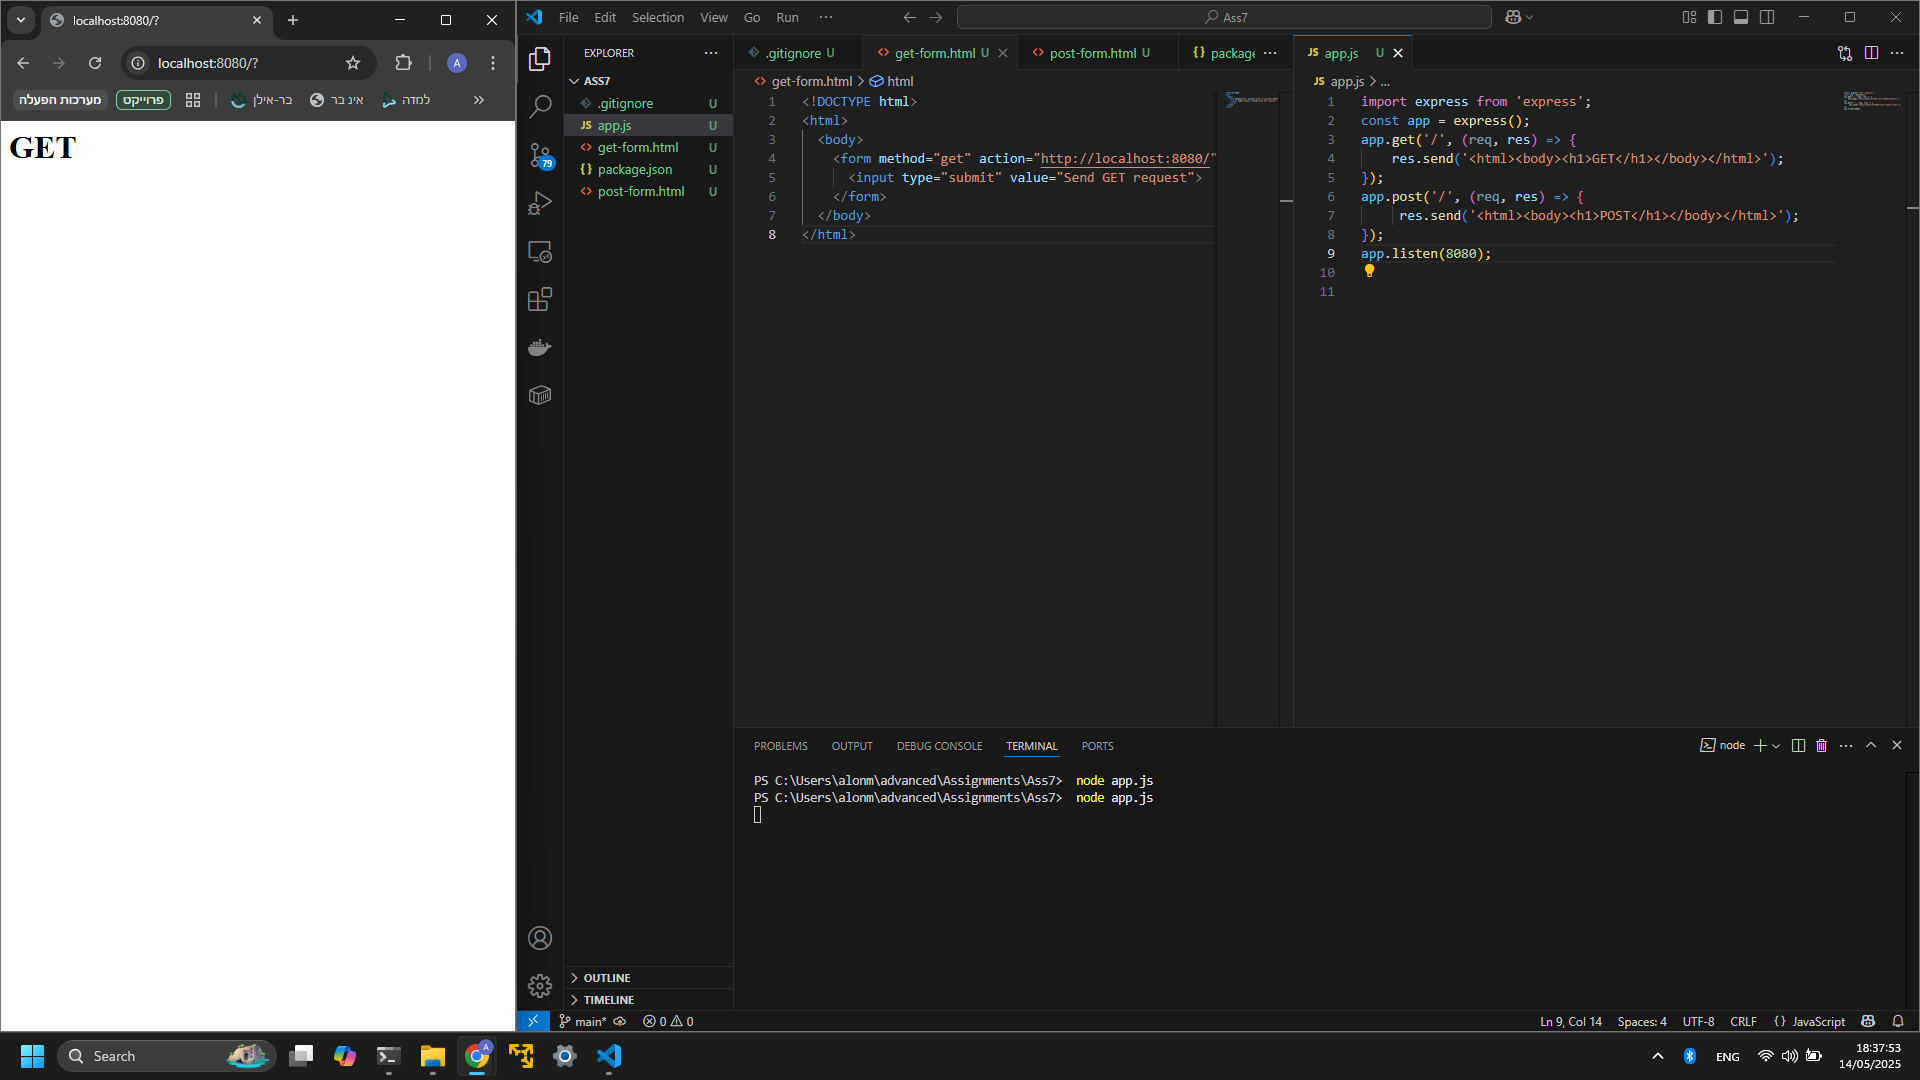 localhost:8080/?
localhost:8080/?
מערכות הפעלה
פרוייקט
בר-אילן
אינ בר
למדה
GET
File Edit Selection View Go Run
Ass7
EXPLORER
ASS7
.gitignore U
JS app.js U
get-form.html U
{} package.json U
post-form.html U
79
OUTLINE
TIMELINE
.gitignore U
get-form.html U
post-form.html U
{} package
get-form.html > html
1 <!DOCTYPE html>
2 <html>
3 <body>
4 <form method="get" action="http://localhost:8080/"
5 <input type="submit" value="Send GET request">
6 </form>
7 </body>
8 </html>
JS app.js U
JS app.js > ...
1 import express from 'express';
2 const app = express();
3 app.get('/', (req, res) => {
4 res.send('<html><body><h1>GET</h1></body></html>');
5 });
6 app.post('/', (req, res) => {
7 res.send('<html><body><h1>POST</h1></body></html>');
8 });
9 app.listen(8080);
10
11
PROBLEMS OUTPUT DEBUG CONSOLE TERMINAL PORTS
node
PS C:\Users\alonm\advanced\Assignments\Ass7> node app.js
PS C:\Users\alonm\advanced\Assignments\Ass7> node app.js
main* 0 0
Ln 9, Col 14 Spaces: 4 UTF-8 CRLF {} JavaScript
Search
ENG
18:37:53
14/05/2025